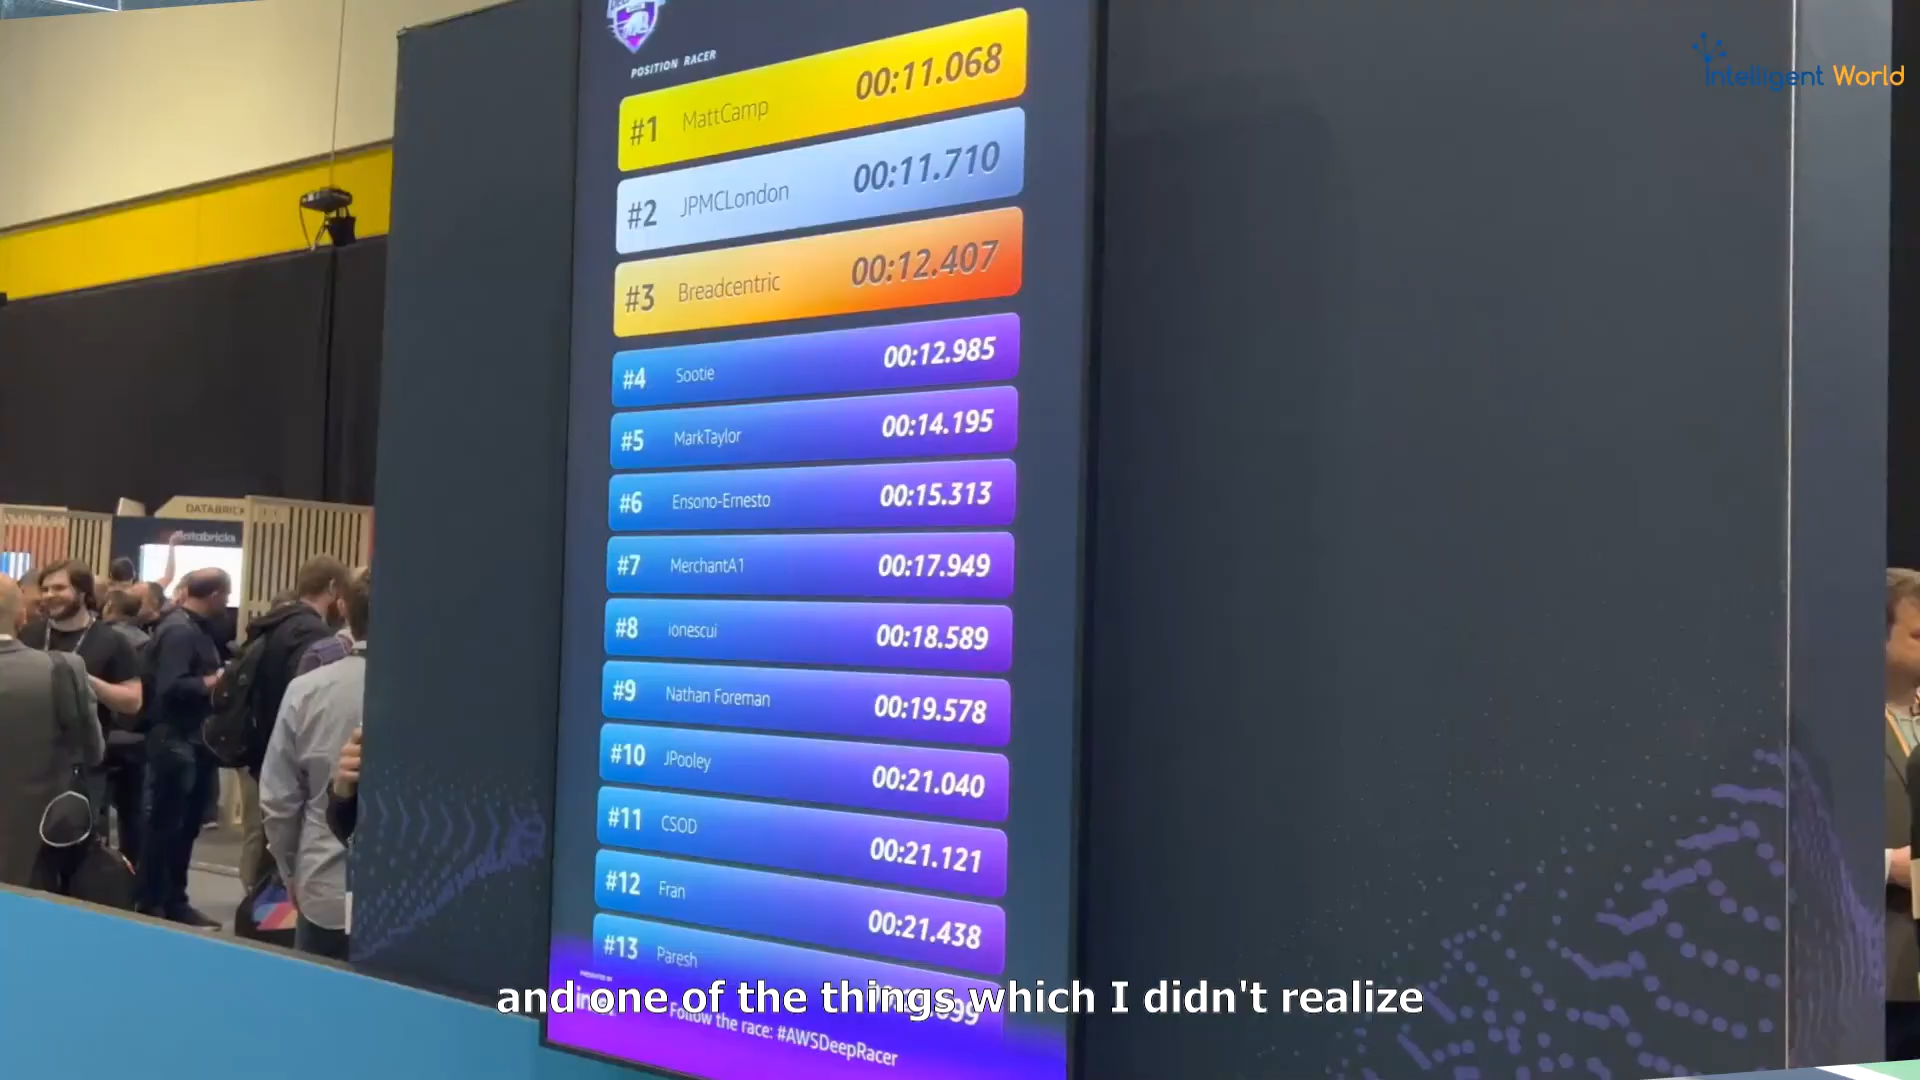 Intelligent World
POSITION RACER
#1 MattCamp 00:11.068
#2 JPMCLondon 00:11.710
#3 Breadcentric 00:12.407
#4 Sootie 00:12.985
#5 MarkTaylor 00:14.195
#6 Ensono-Ernesto 00:15.313
#7 MerchantA1 00:17.949
#8 ionescui 00:18.589
#9 Nathan Foreman 00:19.578
#10 JPooley 00:21.040
#11 CSOD 00:21.121
#12 Fran 00:21.438
#13 Paresh
PRESENTED BY
Follow the race: #AWSDeepRacer
and one of the things which I didn't realize
databricks